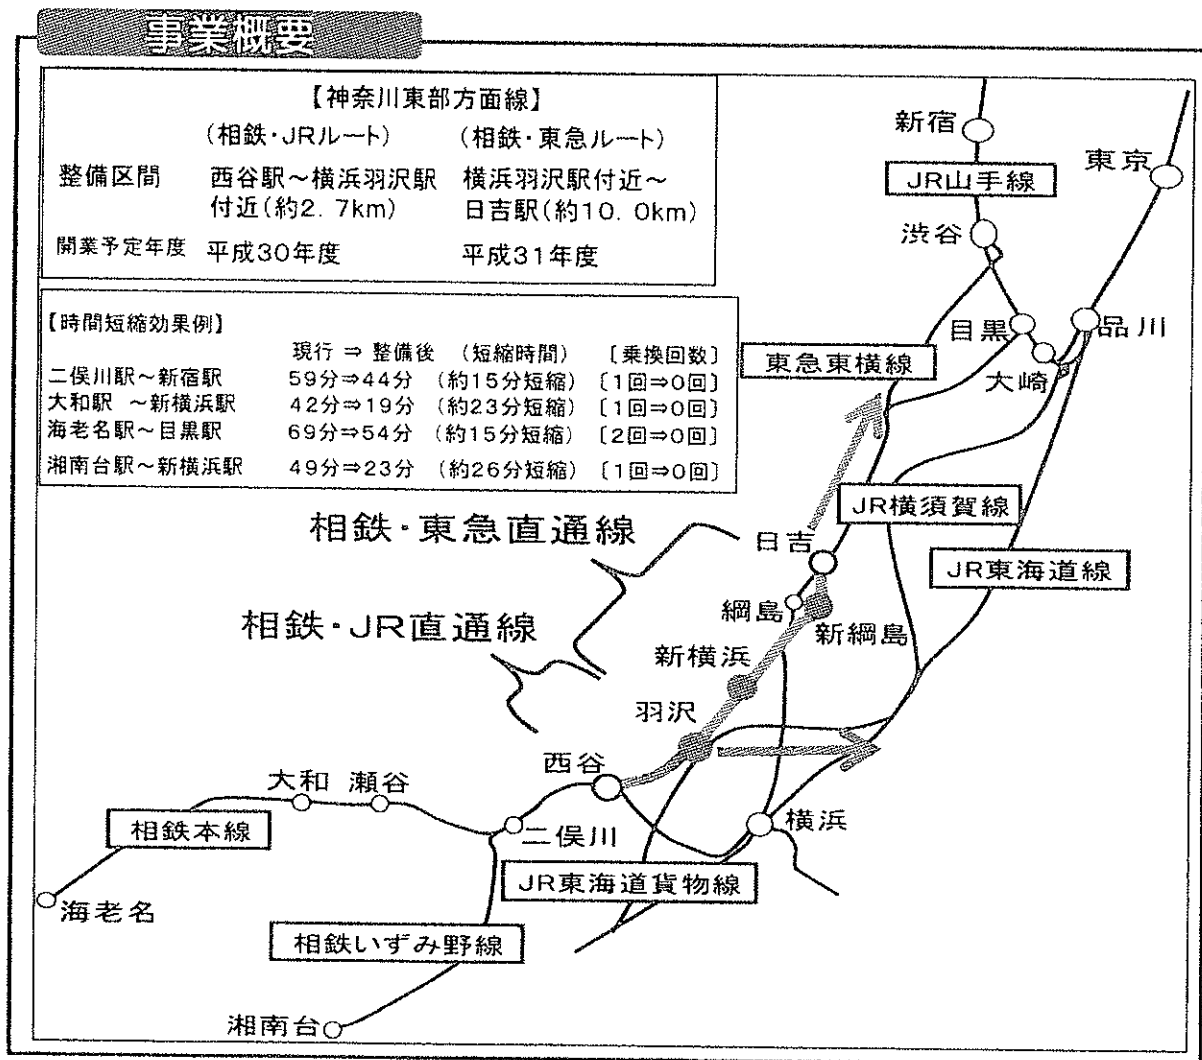 事業概要
【神奈川東部方面線】
(相鉄・JRルート) (相鉄・東急ルート)
整備区間 西谷駅~横浜羽沢駅 横浜羽沢駅付近~
付近(約2.7km) 日吉駅(約10.0km)
開業予定年度 平成30年度 平成31年度
【時間短縮効果例】
現行 ⇒ 整備後 (短縮時間) 〔乗換回数〕
二俣川駅~新宿駅 59分⇒44分 (約15分短縮) 〔1回⇒0回〕
大和駅 ~新横浜駅 42分⇒19分 (約23分短縮) 〔1回⇒0回〕
海老名駅~目黒駅 69分⇒54分 (約15分短縮) 〔2回⇒0回〕
湘南台駅~新横浜駅 49分⇒23分 (約26分短縮) 〔1回⇒0回〕
新宿
東京
JR山手線
渋谷
目黒
品川
東急東横線
大崎
JR横須賀線
相鉄・東急直通線
日吉
JR東海道線
綱島
新綱島
相鉄・JR直通線
新横浜
羽沢
西谷
大和 瀬谷
相鉄本線
二俣川
横浜
JR東海道貨物線
海老名
相鉄いずみ野線
湘南台